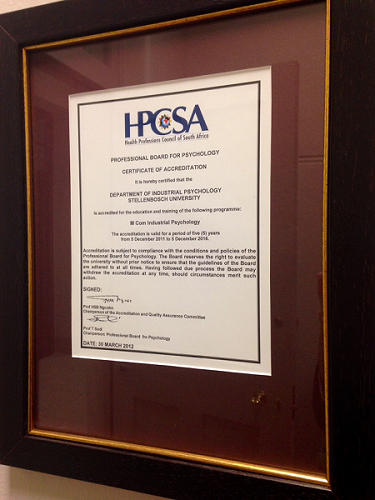 HPCSA
Health Professions Council of South Africa
PROFESSIONAL BOARD FOR PSYCHOLOGY
CERTIFICATE OF ACCREDITATION
It is hereby certified that the
DEPARTMENT OF INDUSTRIAL PSYCHOLOGY
STELLENBOSCH UNIVERSITY
is accredited for the education and training of the following programme:
M Com Industrial Psychology
The accreditation is valid for a period of five (5) years
from 5 December 2011 to 5 December 2016.
Accreditation is subject to compliance with the conditions and policies of the
Professional Board for Psychology. The Board reserves the right to evaluate
the university without prior notice to ensure that the guidelines of the Board
are adhered to at all times. Having followed due process the Board may
withdraw the accreditation at any time, should circumstances merit such
action.
SIGNED:
Prof
Chairperson of the Accreditation and Quality Assurance Committee
Prof T Sodi
Chairperson: Professional Board for Psychology
DATE: 30 MARCH 2012